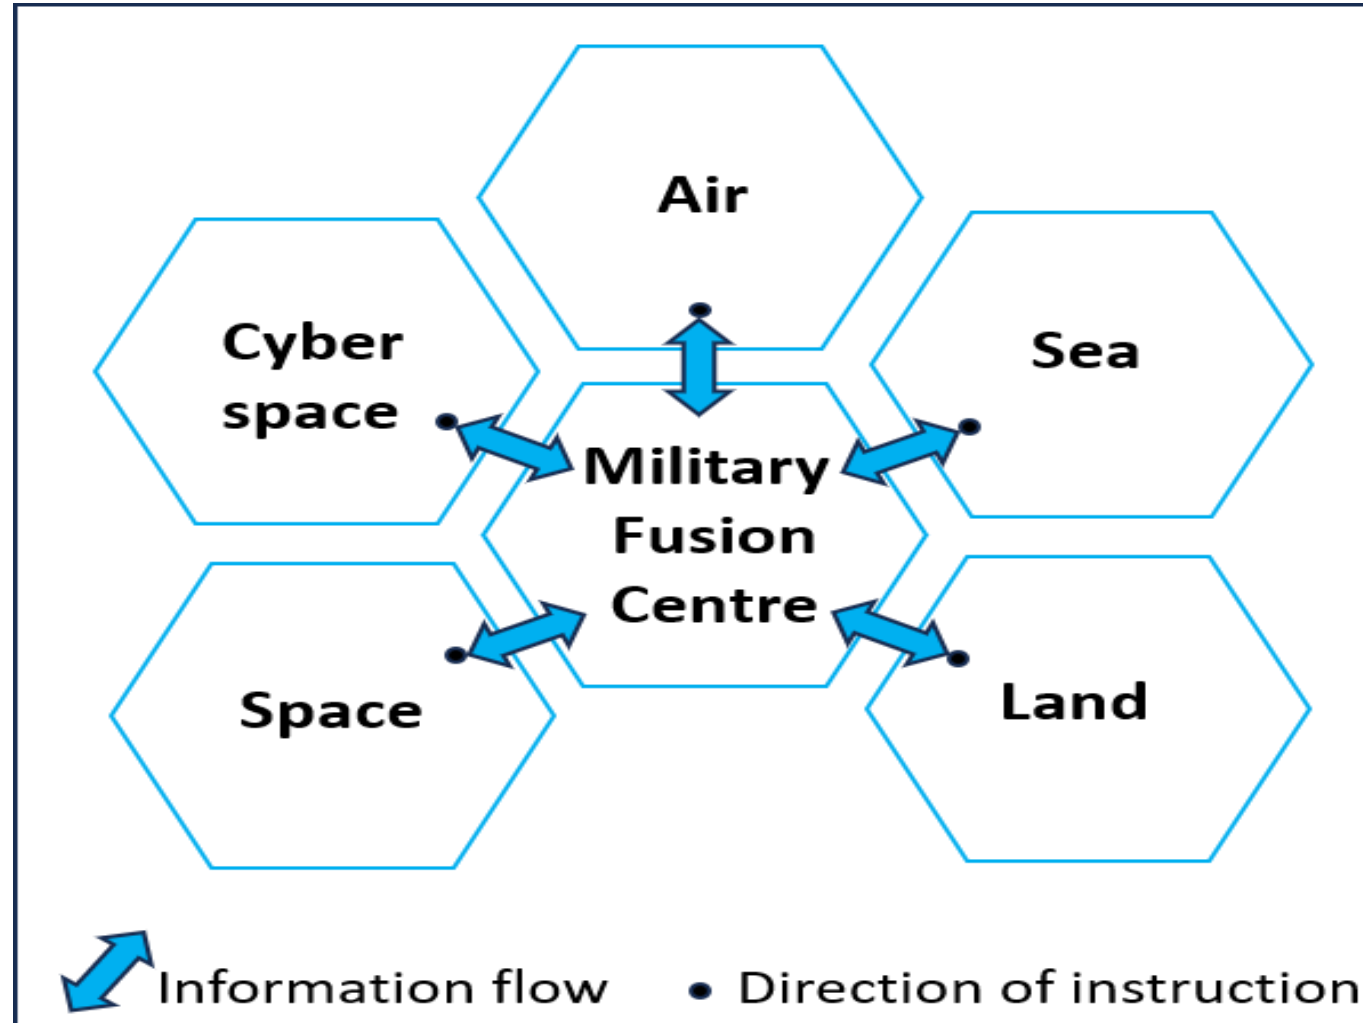 Air
Cyber
space
Sea
Military
Fusion
Centre
Space
Land
Information flow
Direction of instruction